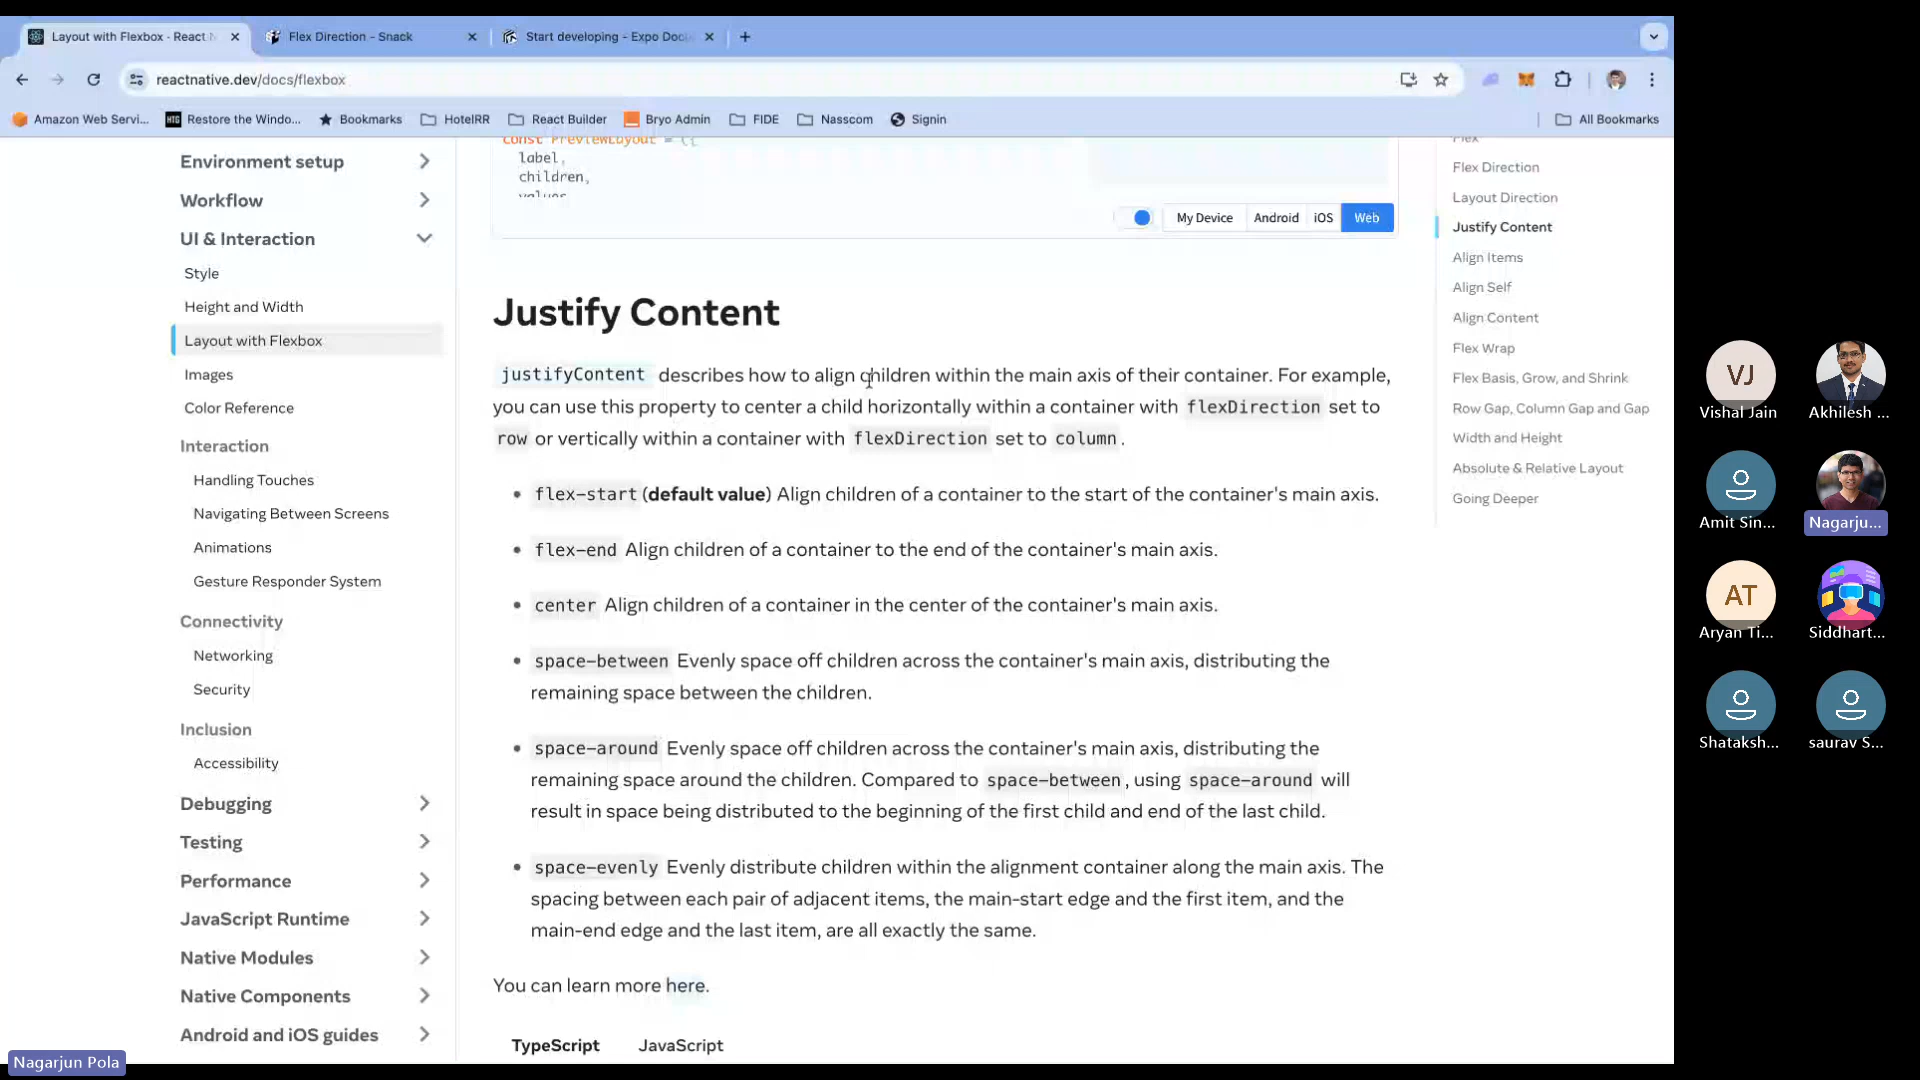 Layout with Flexbox · React N
Flex Direction - Snack
Start developing - Expo Docu
reactnative.dev/docs/flexbox
Amazon Web Servi...
Restore the Windo...
Bookmarks
HotelRR
React Builder
Bryo Admin
FIDE
Nasscom
Signin
All Bookmarks
Environment setup
Workflow
UI & Interaction
Style
Height and Width
Layout with Flexbox
Images
Color Reference
Interaction
Handling Touches
Navigating Between Screens
Animations
Gesture Responder System
Connectivity
Networking
Security
Inclusion
Accessibility
Debugging
Testing
Performance
JavaScript Runtime
Native Modules
Native Components
Android and iOS guides
const PreviewLayout = ({
label,
children,
values
My Device
Android
iOS
Web
Justify Content
justifyContent describes how to align children within the main axis of their container. For example,
you can use this property to center a child horizontally within a container with flexDirection set to
row or vertically within a container with flexDirection set to column.
• flex-start (default value) Align children of a container to the start of the container's main axis.
• flex-end Align children of a container to the end of the container's main axis.
• center Align children of a container in the center of the container's main axis.
• space-between Evenly space off children across the container's main axis, distributing the
remaining space between the children.
• space-around Evenly space off children across the container's main axis, distributing the
remaining space around the children. Compared to space-between, using space-around will
result in space being distributed to the beginning of the first child and end of the last child.
• space-evenly Evenly distribute children within the alignment container along the main axis. The
spacing between each pair of adjacent items, the main-start edge and the first item, and the
main-end edge and the last item, are all exactly the same.
You can learn more here.
TypeScript
JavaScript
Flex
Flex Direction
Layout Direction
Justify Content
Align Items
Align Self
Align Content
Flex Wrap
Flex Basis, Grow, and Shrink
Row Gap, Column Gap and Gap
Width and Height
Absolute & Relative Layout
Going Deeper
VJ
Vishal Jain
Akhilesh ...
Amit Sin...
Nagarju...
AT
Aryan Ti...
Siddhart...
Shataksh...
saurav S...
Nagarjun Pola